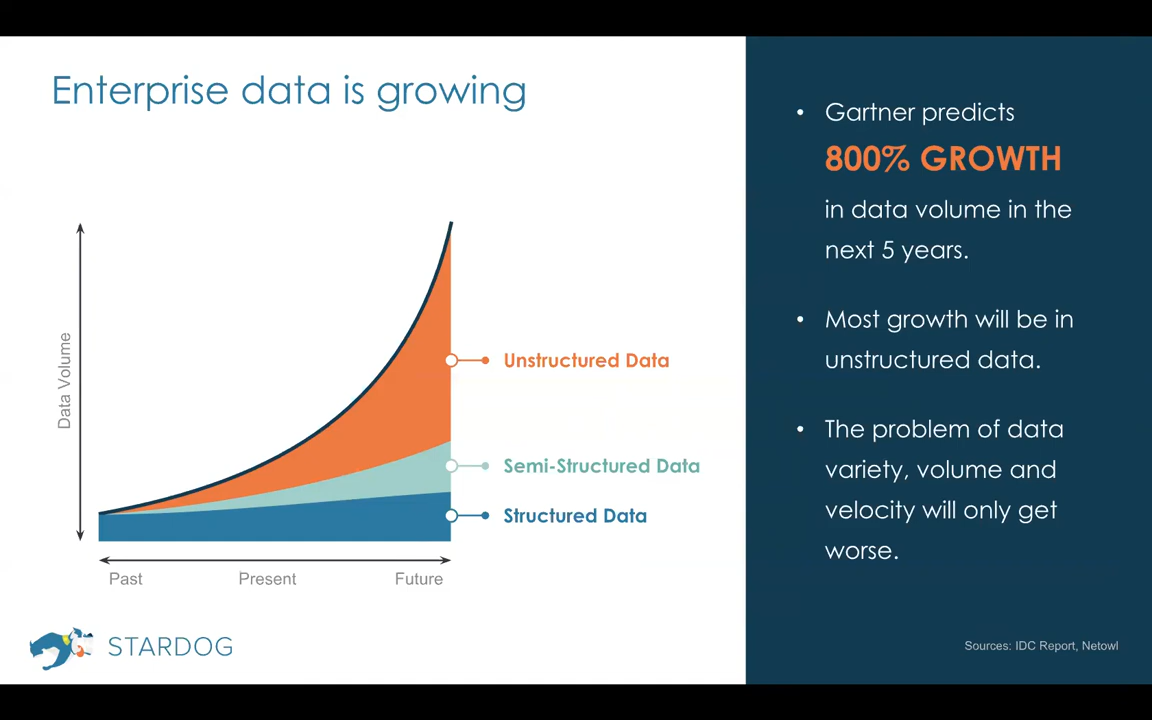 Enterprise data is growing
Data Volume
Unstructured Data
Semi-Structured Data
Structured Data
Past
Present
Future
STARDOG
• Gartner predicts
800% GROWTH
in data volume in the
next 5 years.
• Most growth will be in
unstructured data.
• The problem of data
variety, volume and
velocity will only get
worse.
Sources: IDC Report, Netowl